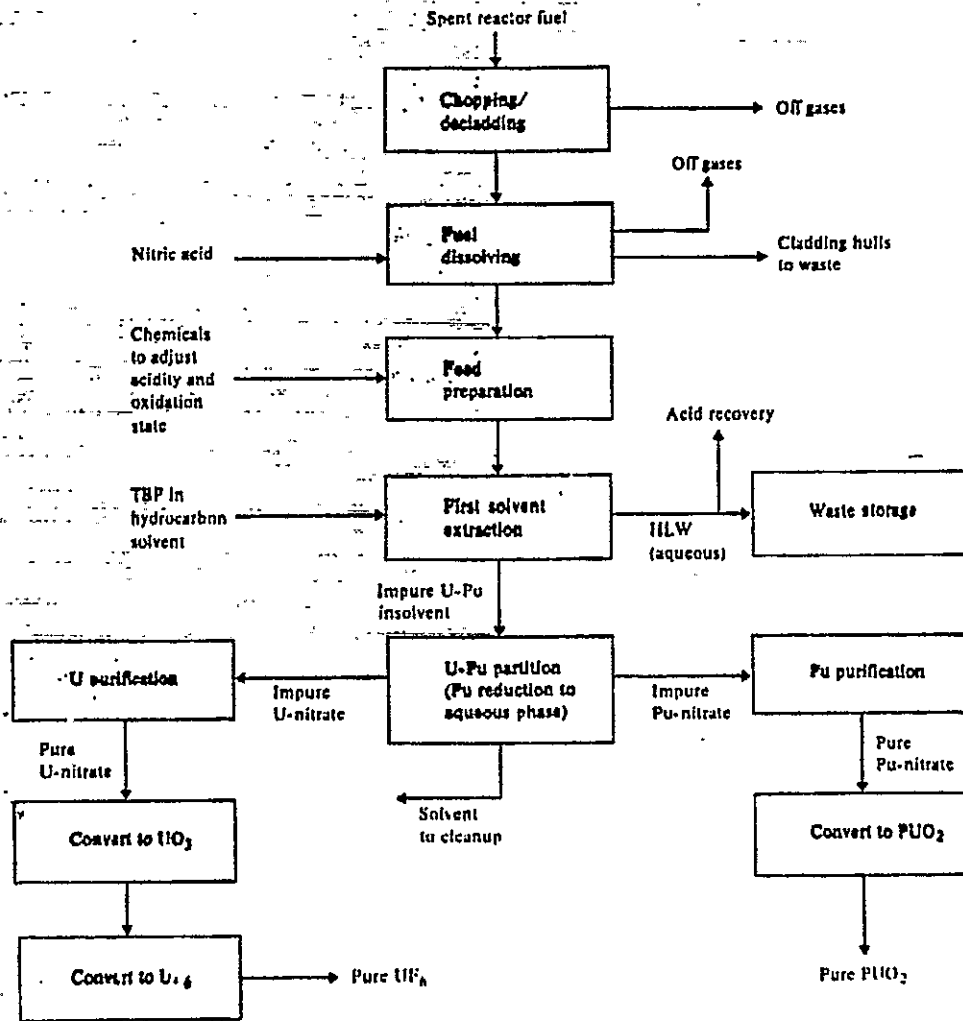 Spent reactor fuel
Chopping/
decladding
Off gases
Off gases
Fuel
dissolving
Nitric acid
Cladding hulls
to waste
Chemicals
to adjust
acidity and
oxidation
state
Feed
preparation
Acid recovery
TBP in
hydrocarbon
solvent
First solvent
extraction
HLW
(aqueous)
Waste storage
Impure U-Pu
insolvent
U purification
Impure
U-nitrate
U-Pu partition
(Pu reduction to
aqueous phase)
Impure
Pu-nitrate
Pu purification
Pure
U-nitrate
Pure
Pu-nitrate
Solvent
to cleanup
Convert to UO3
Convert to PUO2
Convert to
Pure UF6
Pure PUO2